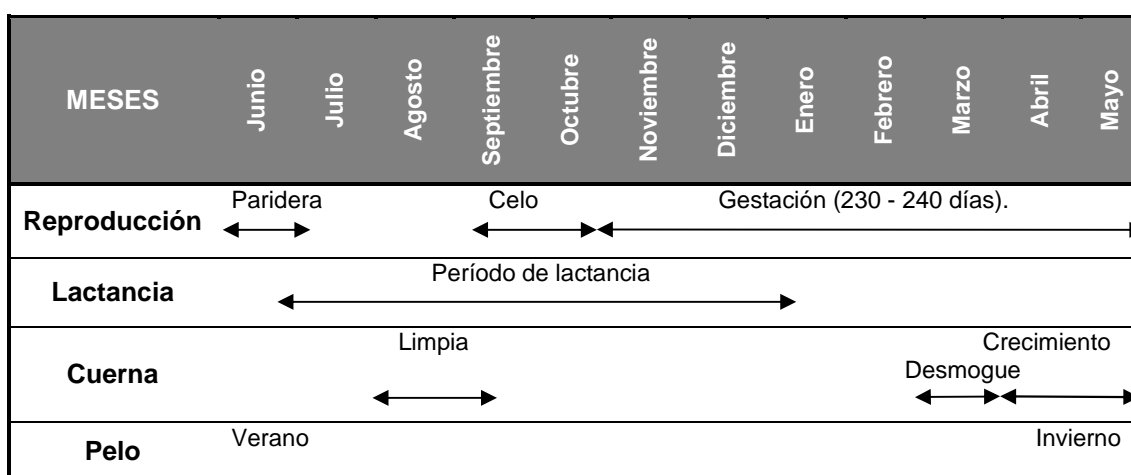 MESES Junio Julio Agosto Septiembre Octubre Noviembre Diciembre Enero Febrero Marzo Abril Mayo
Paridera Celo Gestación (230 - 240 días).
Reproducción
Período de lactancia
Lactancia
Limpia Crecimiento
Desmogue
Cuerna
Verano Invierno
Pelo